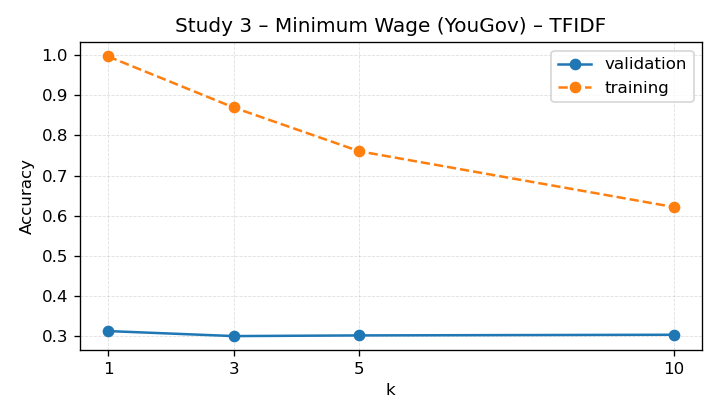 Study 3 – Minimum Wage (YouGov) – TFIDF
validation
training
Accuracy
1.0
0.9
0.8
0.7
0.6
0.5
0.4
0.3
1
3
5
10
k